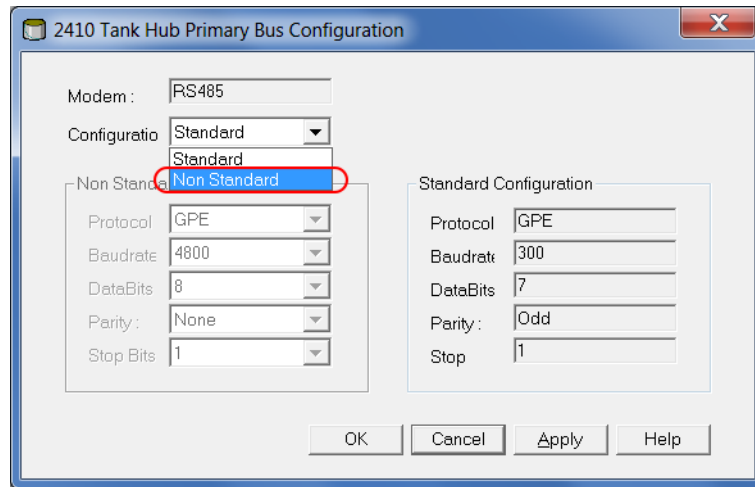 2410 Tank Hub Primary Bus Configuration
Modem :
RS485
Configuratio
Standard
Standard
Non Standard
Non Standa
Protocol
GPE
Baudrate
4800
DataBits
8
Parity :
None
Stop Bits
1
Standard Configuration
Protocol
GPE
Baudrate
300
DataBits
7
Parity :
Odd
Stop
1
OK
Cancel
Apply
Help